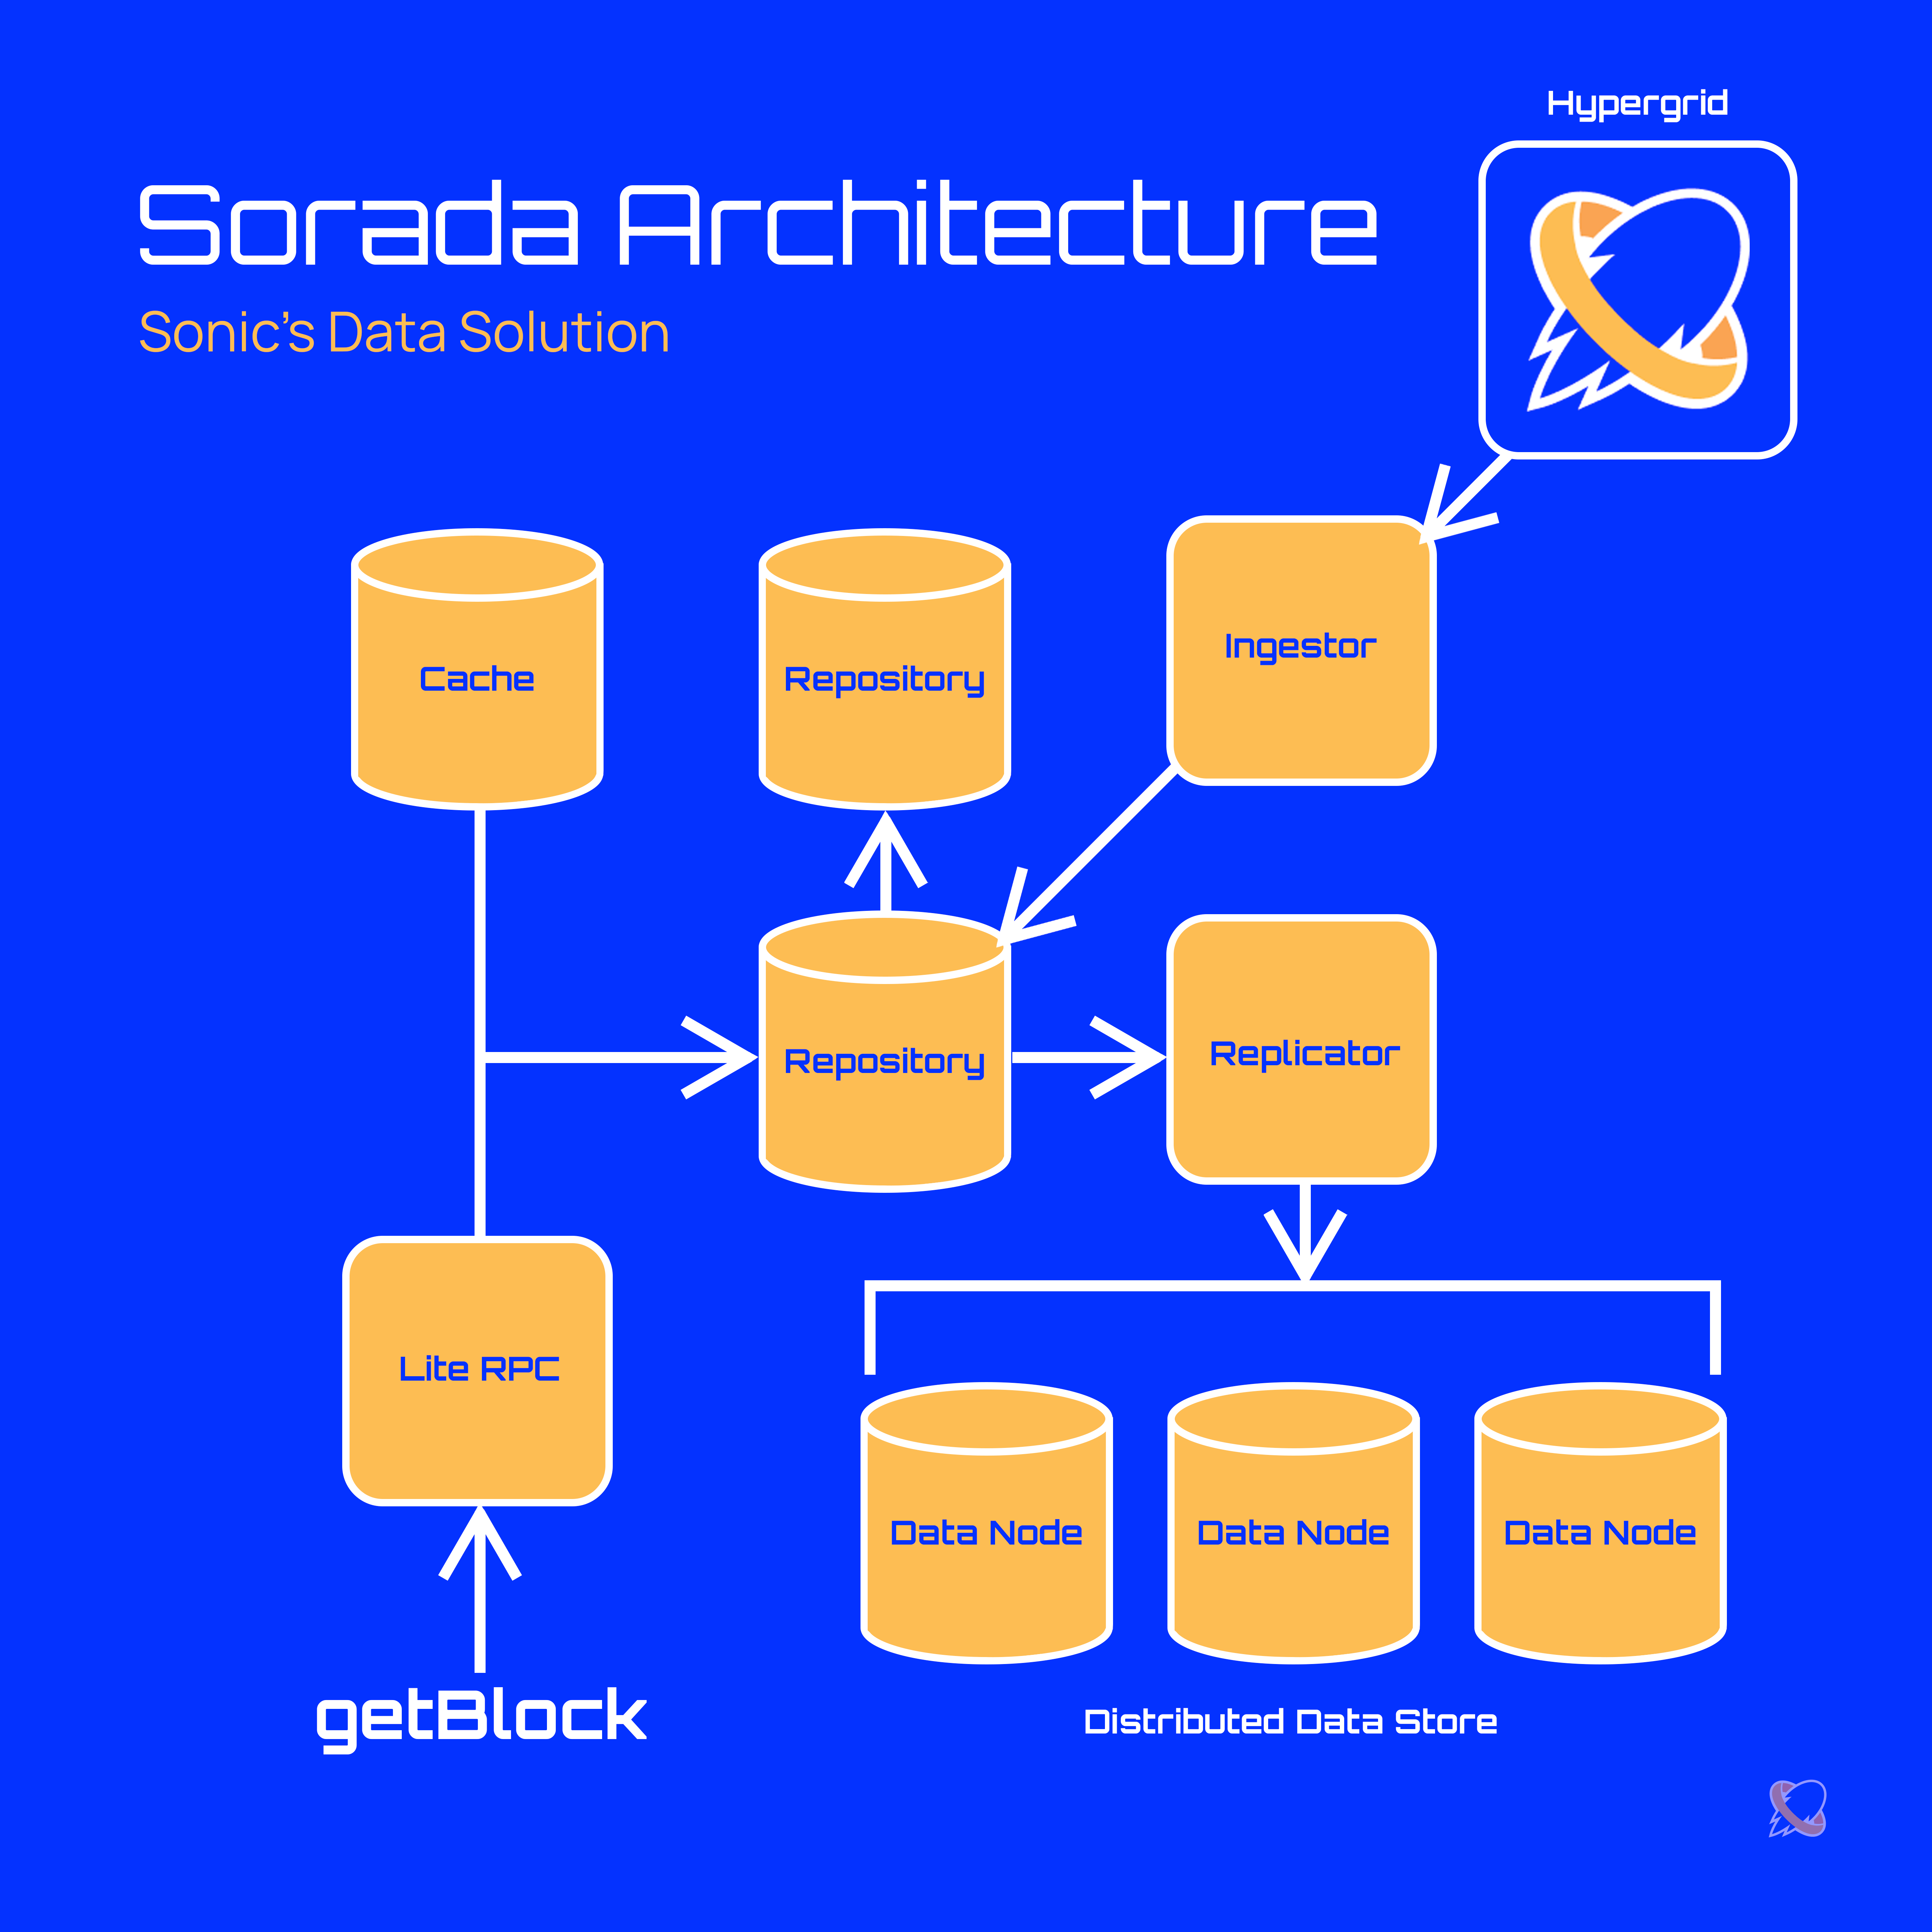 Hypergrid
Sorada Architecture
Sonic's Data Solution
Cache
Repository
Ingestor
Repository
Replicator
Lite RPC
Data Node
Data Node
Data Node
getBlock
Distributed Data Store